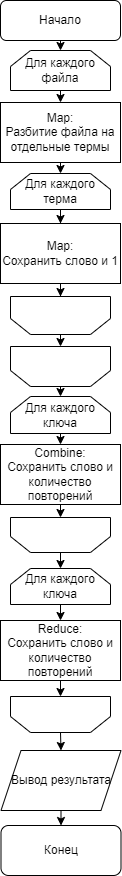 Начало
Для каждого
файла
Map:
Разбитие файла на
отдельные термы
Для каждого
терма
Map:
Сохранить слово и 1
Для каждого
ключа
Combine:
Сохранить слово и
количество
повторений
Для каждого
ключа
Reduce:
Сохранить слово и
количество
повторений
Вывод результата
Конец